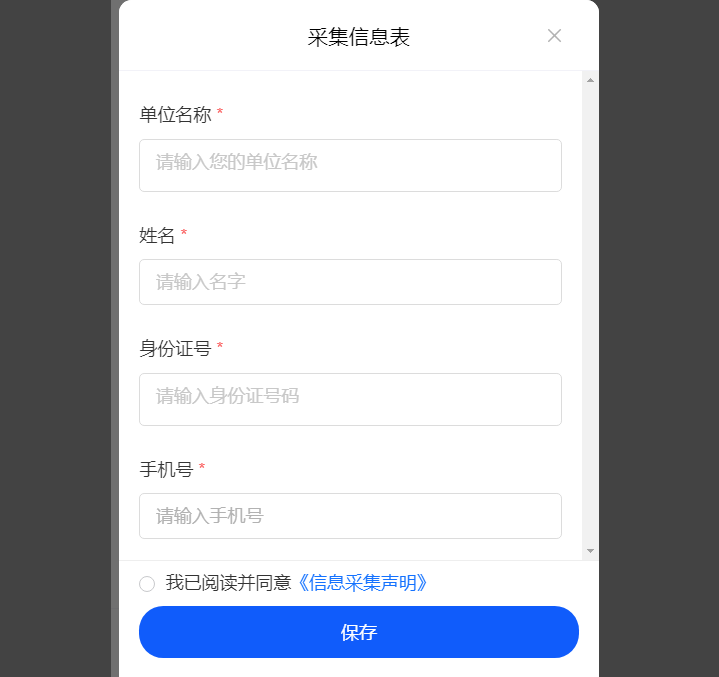 采集信息表
单位名称 *
请输入您的单位名称
姓名 *
请输入名字
身份证号 *
请输入身份证号码
手机号 *
请输入手机号
我已阅读并同意《信息采集声明》
保存